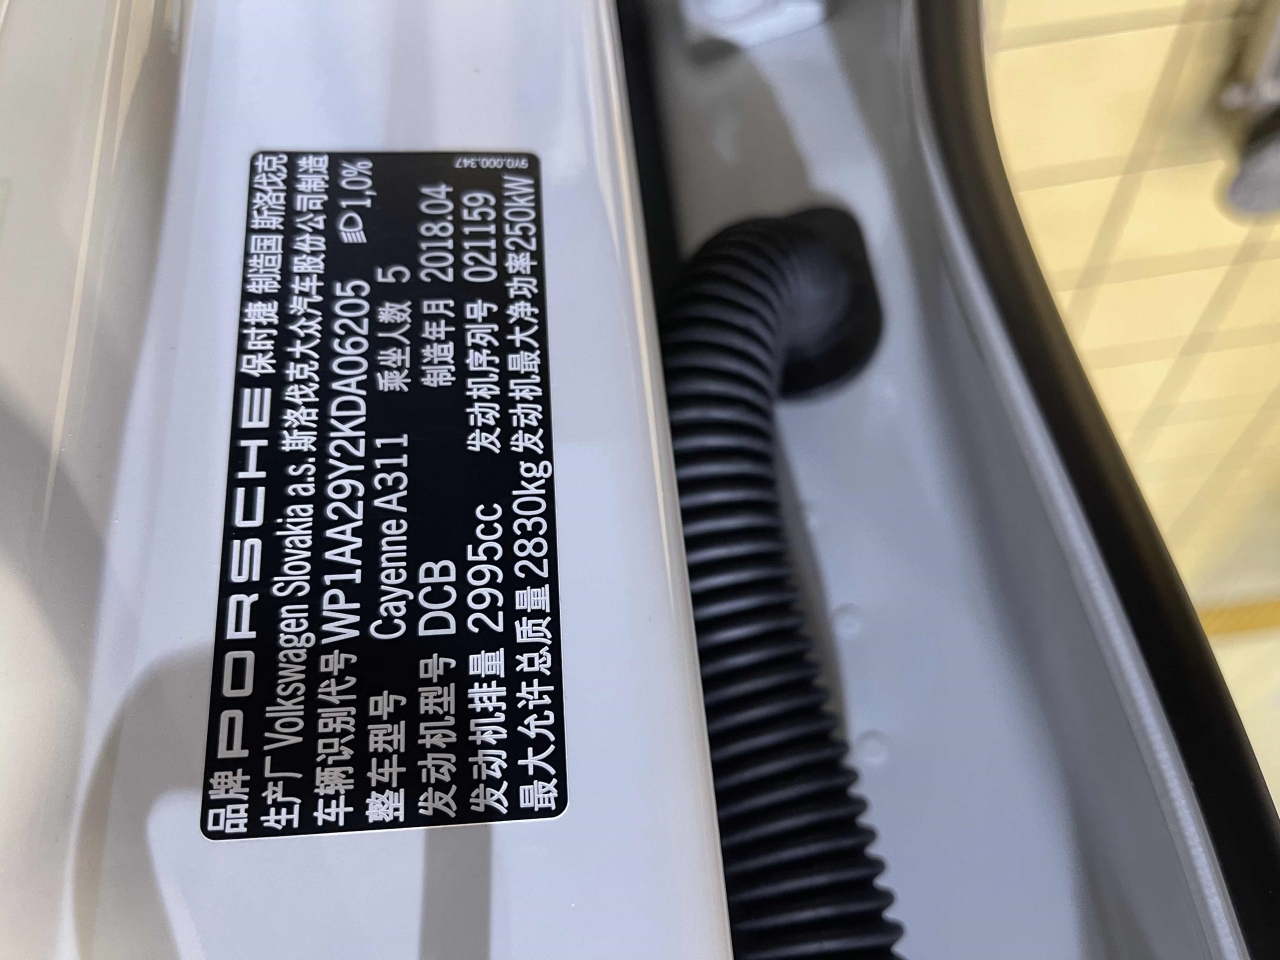 品牌 PORSCHE 保时捷 制造国 斯洛伐克
生产厂 Volkswagen Slovakia a.s. 斯洛伐克大众汽车股份公司制造
车辆识别代号 WP1AA29Y2KDA06205 1,0%
整车型号 Cayenne A311 乘坐人数 5
发动机型号 DCB 制造年月 2018.04
发动机排量 2995cc 发动机序列号 021159
最大允许总质量 2830kg 发动机最大净功率250kW
9Y0.000.347